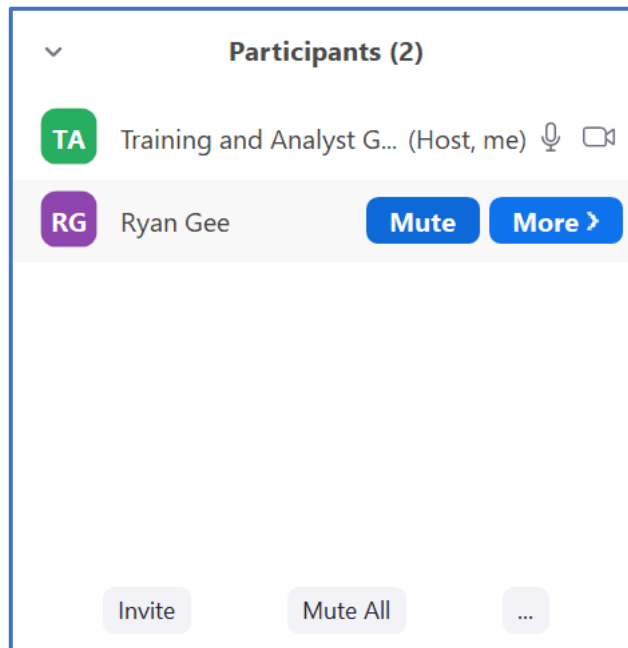 Participants (2)
TA Training and Analyst G... (Host, me)
RG Ryan Gee Mute More
Invite Mute All ...